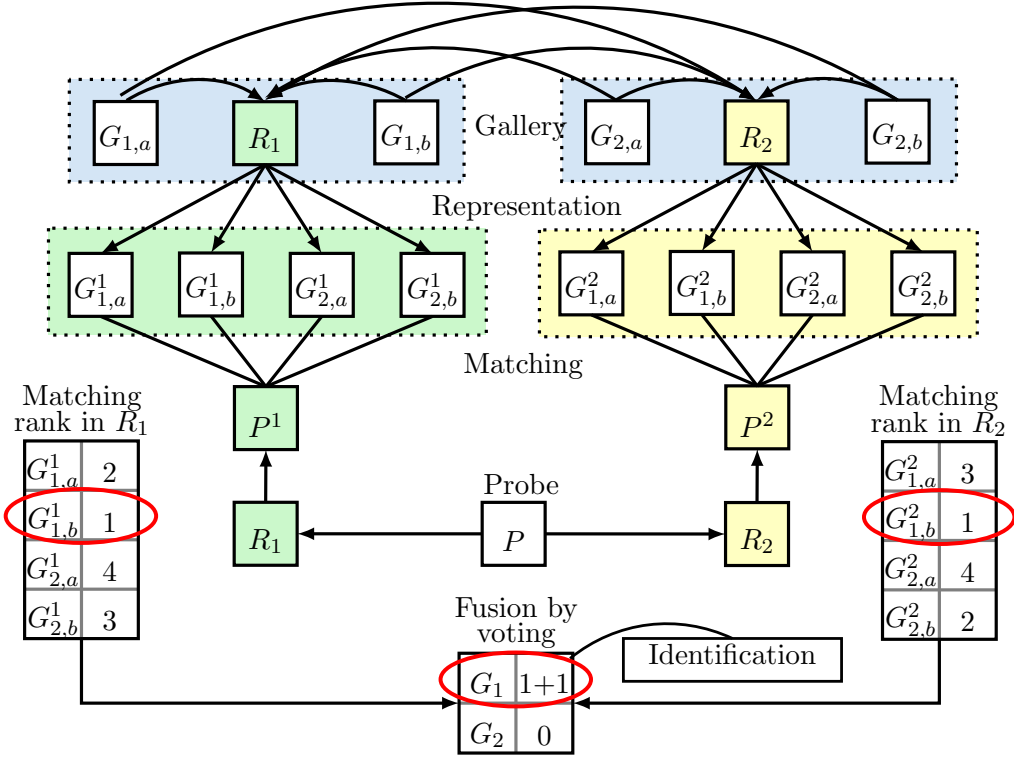 G_{1,a} R_1 G_{1,b} Gallery G_{2,a} R_2 G_{2,b}
Representation
G^1_{1,a} G^1_{1,b} G^1_{2,a} G^1_{2,b} G^2_{1,a} G^2_{1,b} G^2_{2,a} G^2_{2,b}
Matching
Matching
rank in R_1
G^1_{1,a} 2
G^1_{1,b} 1
G^1_{2,a} 4
G^1_{2,b} 3
P^1
P^2
Matching
rank in R_2
G^2_{1,a} 3
G^2_{1,b} 1
G^2_{2,a} 4
G^2_{2,b} 2
Probe
R_1 P R_2
Fusion by
voting
G_1 1+1
G_2 0
Identification